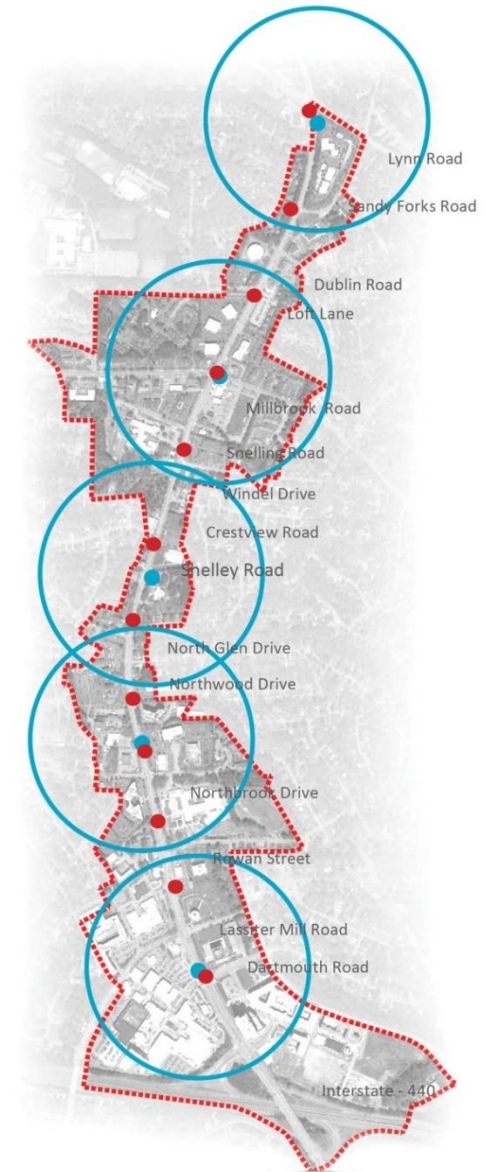 Lynn Road
Sandy Forks Road
Dublin Road
Loft Lane
Millbrook Road
Snelling Road
Windel Drive
Crestview Road
Shelley Road
North Glen Drive
Northwood Drive
Northbrook Drive
Rowan Street
Lassiter Mill Road
Dartmouth Road
Interstate - 440